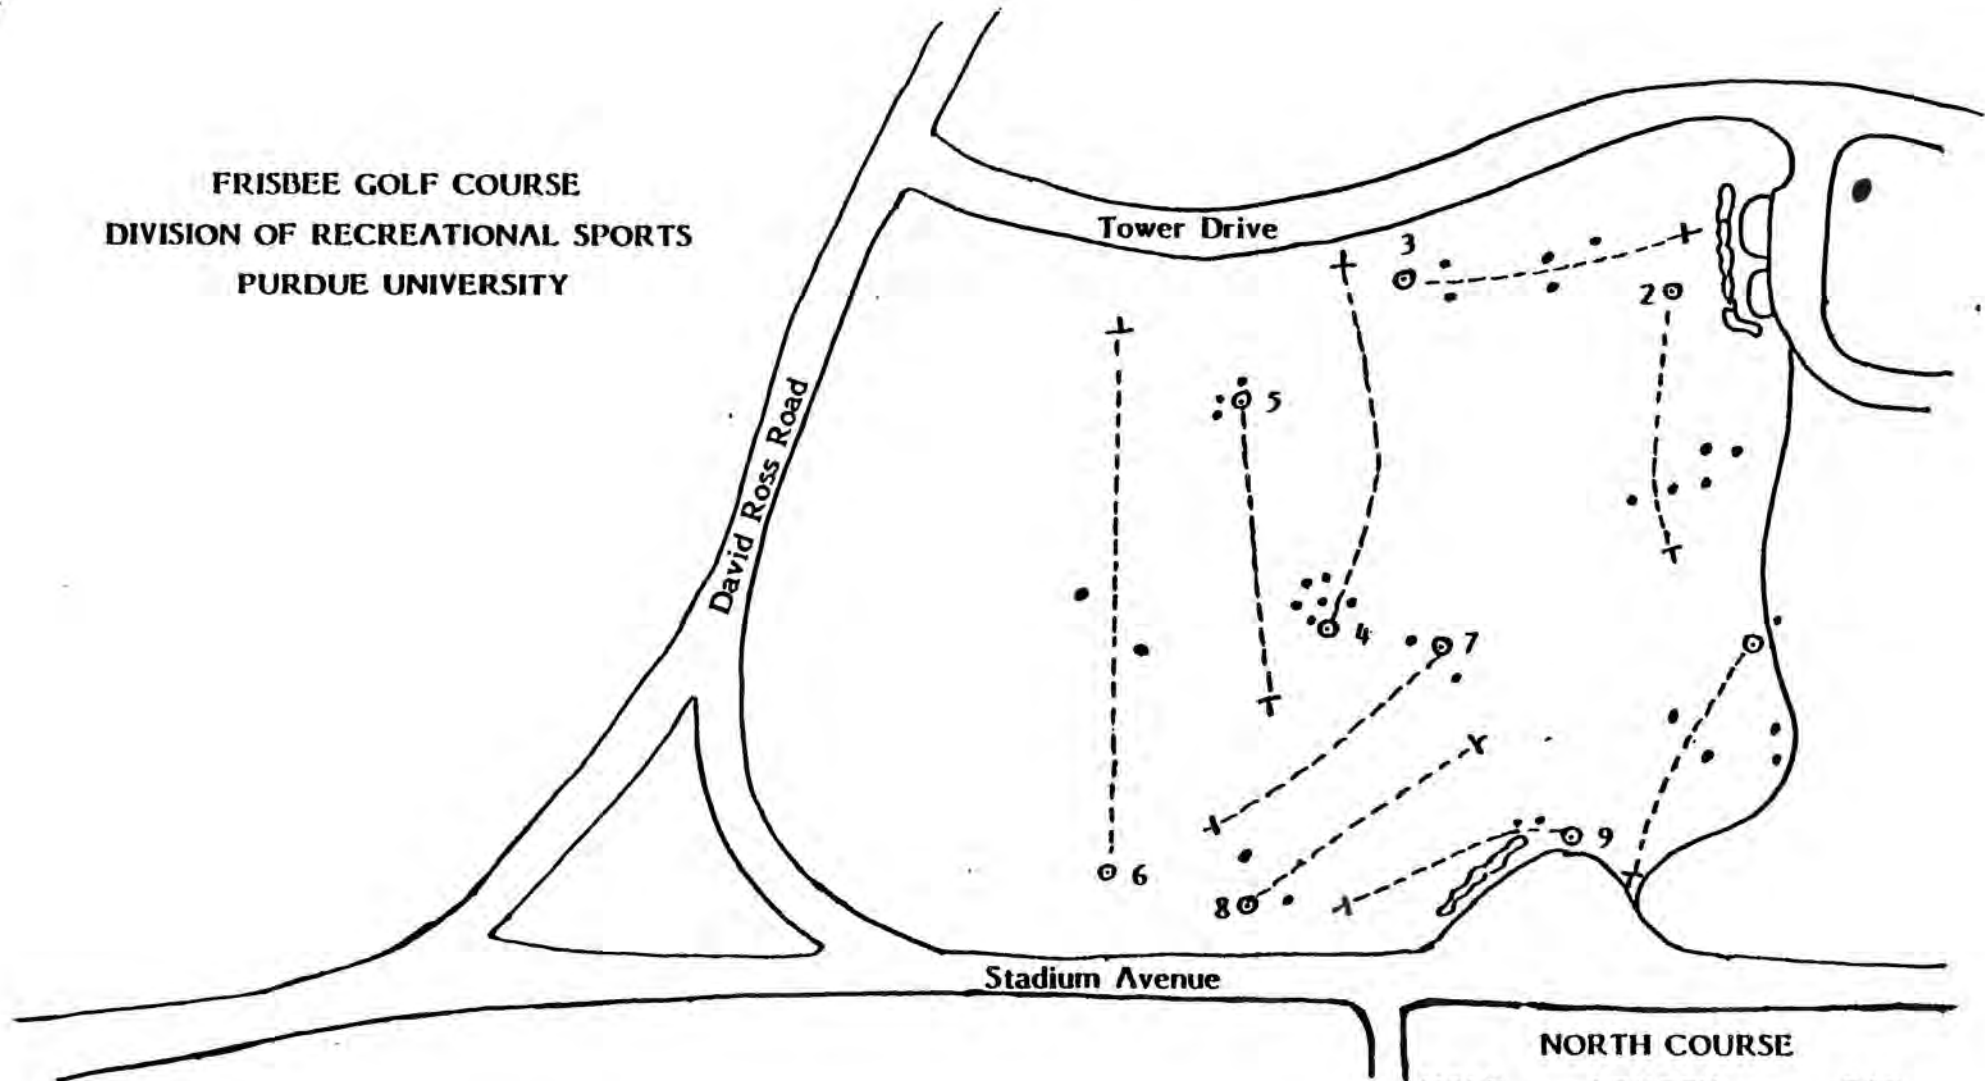 FRISBEE GOLF COURSE
DIVISION OF RECREATIONAL SPORTS
PURDUE UNIVERSITY
Tower Drive
3
2
5
David Ross Road
4
7
9
6
8
Stadium Avenue
NORTH COURSE